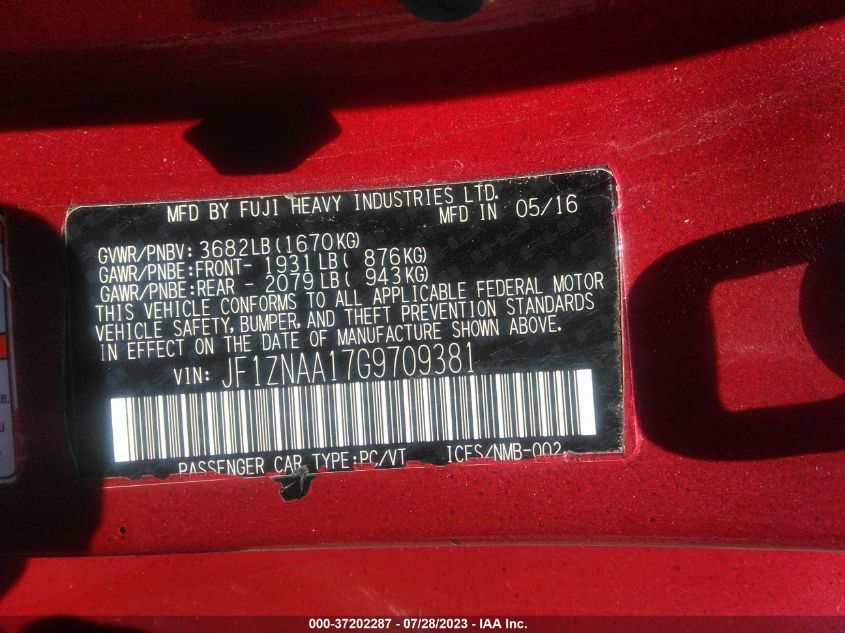 MFD BY FUJI HEAVY INDUSTRIES LTD.
MFD IN 05/16
GVWR/PNBV: 3682LB(1670KG)
GAWR/PNBE:FRONT- 1931LB( 876KG)
GAWR/PNBE:REAR - 2079LB( 943KG)
THIS VEHICLE CONFORMS TO ALL APPLICABLE FEDERAL MOTOR
VEHICLE SAFETY, BUMPER, AND THEFT PREVENTION STANDARDS
IN EFFECT ON THE DATE OF MANUFACTURE SHOWN ABOVE.
VIN: JF1ZNAA17G9709381
PASSENGER CAR TYPE:PC/VT ICES/NMB-002
000-37202287 - 07/28/2023 - IAA Inc.